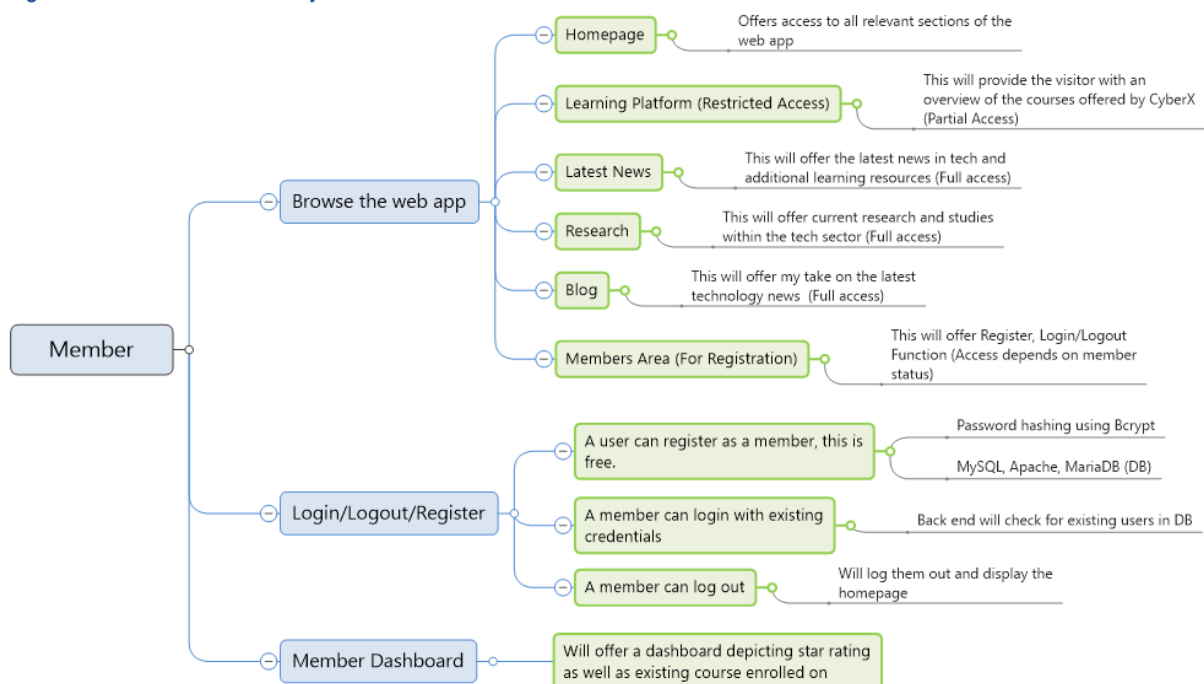 Homepage
Offers access to all relevant sections of the
web app
Learning Platform (Restricted Access)
This will provide the visitor with an
overview of the courses offered by CyberX
(Partial Access)
Latest News
This will offer the latest news in tech and
additional learning resources (Full access)
Browse the web app
Research
This will offer current research and studies
within the tech sector (Full access)
Blog
This will offer my take on the latest
technology news (Full access)
Members Area (For Registration)
This will offer Register, Login/Logout
Function (Access depends on member
status)
Member
A user can register as a member, this is
free.
Password hashing using Bcrypt
MySQL, Apache, MariaDB (DB)
Login/Logout/Register
A member can login with existing
credentials
Back end will check for existing users in DB
A member can log out
Will log them out and display the
homepage
Member Dashboard
Will offer a dashboard depicting star rating
as well as existing course enrolled on